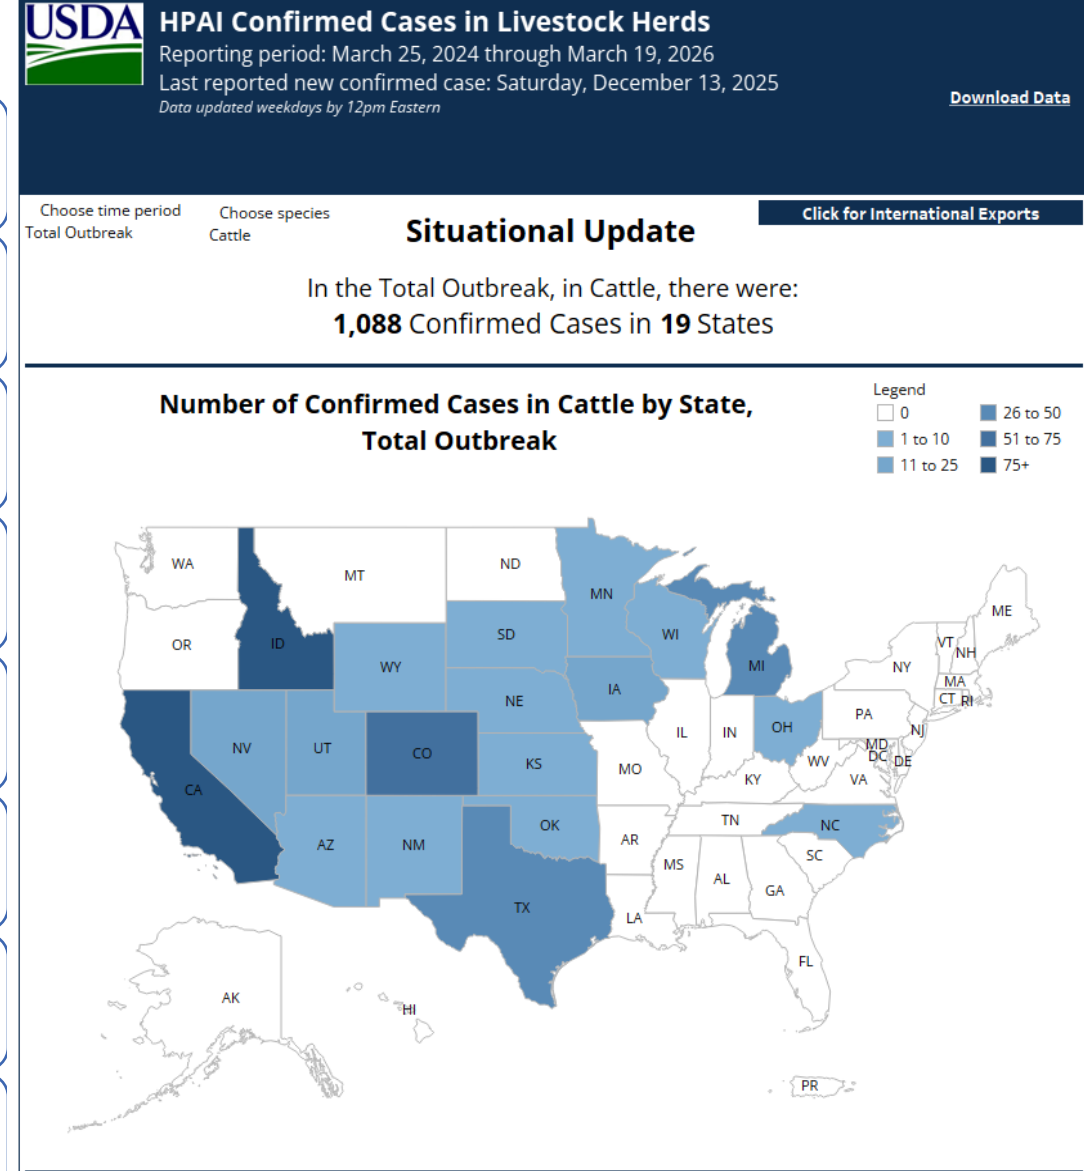 USDA
HPAI Confirmed Cases in Livestock Herds
Reporting period: March 25, 2024 through March 19, 2026
Last reported new confirmed case: Saturday, December 13, 2025
Data updated weekdays by 12pm Eastern
Download Data
Choose time period
Total Outbreak
Choose species
Cattle
Situational Update
Click for International Exports
In the Total Outbreak, in Cattle, there were:
1,088 Confirmed Cases in 19 States
Number of Confirmed Cases in Cattle by State,
Total Outbreak
Legend
0
26 to 50
1 to 10
51 to 75
11 to 25
75+
WA
MT
ND
MN
ME
OR
ID
SD
WI
VT
NH
WY
MI
NY
MA
IA
NE
CT
RI
PA
NV
UT
CO
IL
IN
OH
NJ
KS
MO
WV
MD
DC
DE
CA
KY
VA
AZ
NM
OK
TN
NC
AR
SC
MS
AL
GA
TX
LA
FL
AK
HI
PR